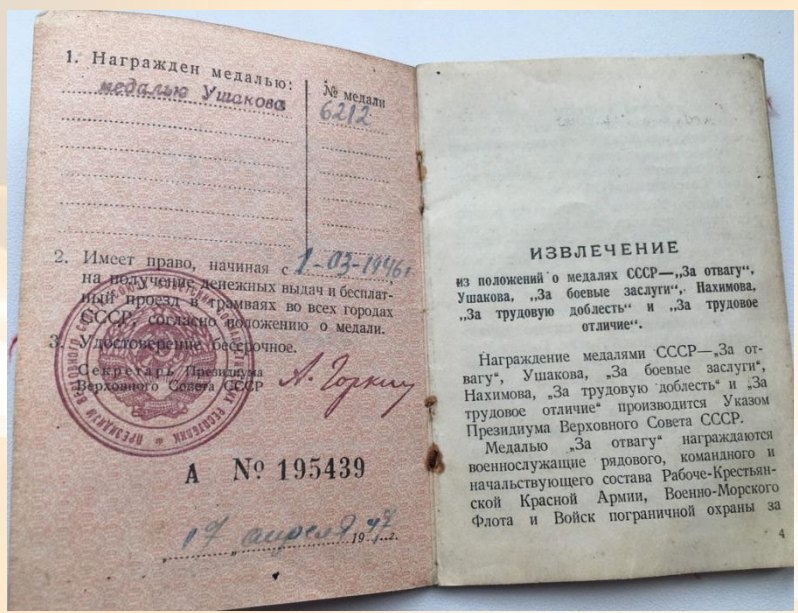 1. Награжден медалью:
медалью Ушакова
№ медали
6212
2. Имеет право, начиная с 1-03-1946г
на получение денежных выдач и бесплат-
ный проезд в трамваях во всех городах
СССР, согласно положению о медали.
3. Удостоверение бессрочное.
Секретарь Президиума
Верховного Совета СССР
А. Горкин
А № 195439
17 апреля 1947г.
ИЗВЛЕЧЕНИЕ
из положений о медалях СССР—„За отвагу",
Ушакова, „За боевые заслуги", Нахимова,
„За трудовую доблесть" и „За трудовое
отличие".
Награждение медалями СССР—„За от-
вагу", Ушакова, „За боевые заслуги",
Нахимова, „За трудовую доблесть" и „За
трудовое отличие" производится Указом
Президиума Верховного Совета СССР.
Медалью „За отвагу" награждаются
военнослужащие рядового, командного и
начальствующего состава Рабоче-Крестьян-
ской Красной Армии, Военно-Морского
Флота и Войск пограничной охраны за
4